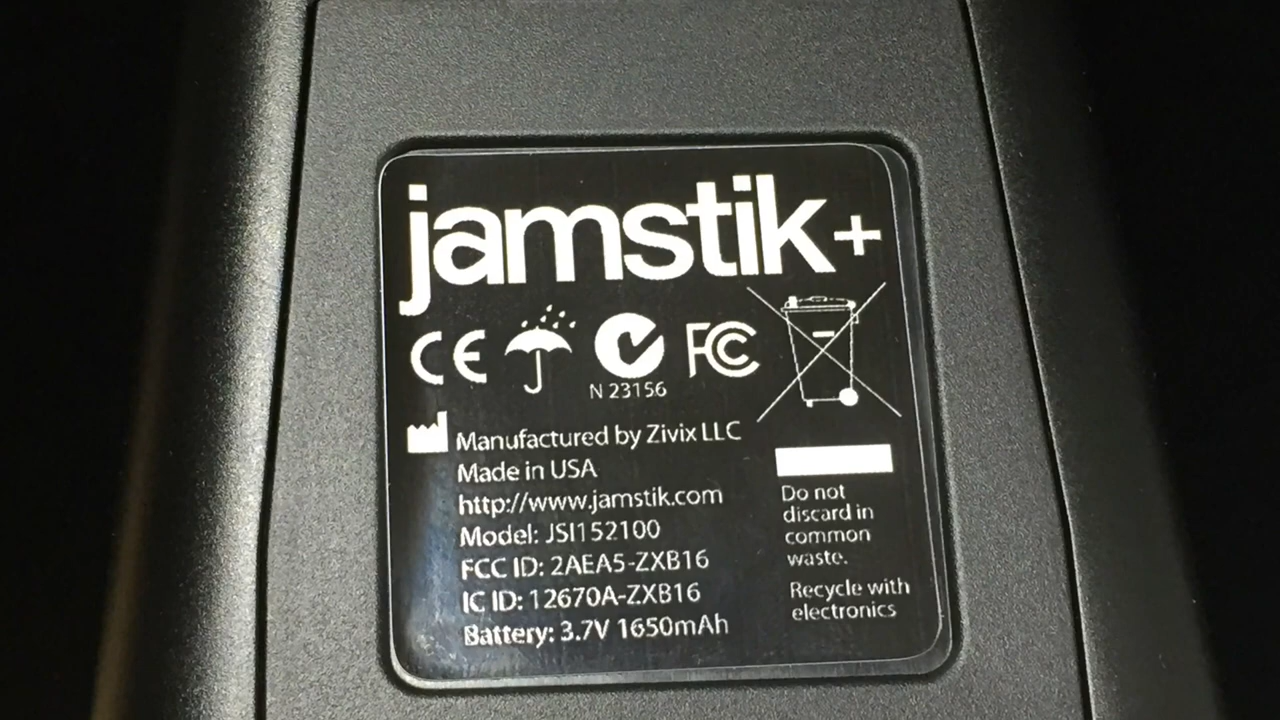 jamstik+
CE
FC
N 23156
Manufactured by Zivix LLC
Made in USA
http://www.jamstik.com
Model: JSI152100
FCC ID: 2AEA5-ZXB16
IC ID: 12670A-ZXB16
Battery: 3.7V 1650mAh
Do not
discard in
common
waste.
Recycle with
electronics